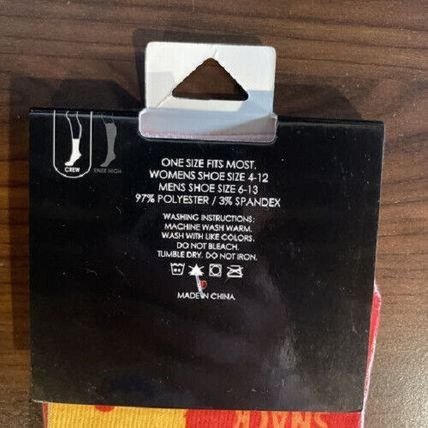 CREW
KNEE HIGH
ONE SIZE FITS MOST.
WOMENS SHOE SIZE 4-12
MENS SHOE SIZE 6-13
97% POLYESTER / 3% SPANDEX
WASHING INSTRUCTIONS:
MACHINE WASH WARM.
WASH WITH LIKE COLORS.
DO NOT BLEACH.
TUMBLE DRY. DO NOT IRON.
MADE IN CHINA